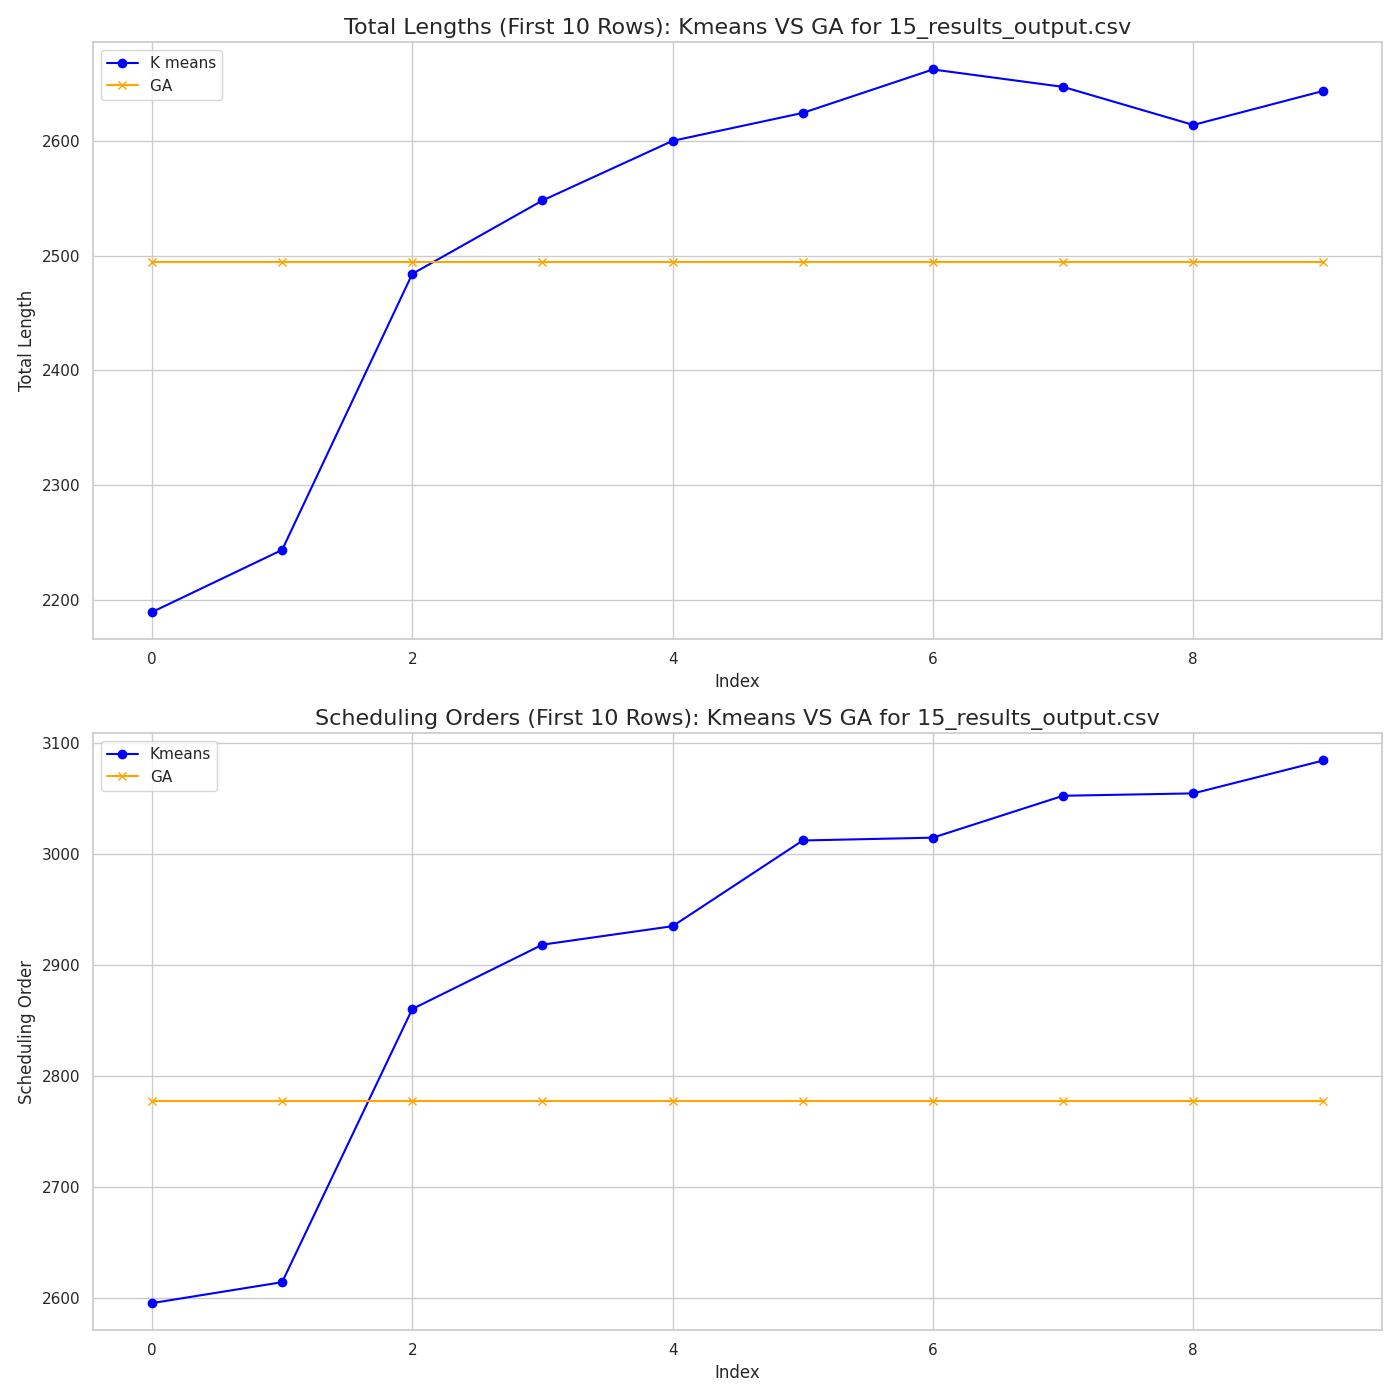 Total Lengths (First 10 Rows): Kmeans VS GA for 15_results_output.csv
K means
GA
2600
2500
2400
2300
2200
Total Length
0 2 4 6 8
Index
Scheduling Orders (First 10 Rows): Kmeans VS GA for 15_results_output.csv
Kmeans
GA
3100
3000
2900
2800
2700
2600
Scheduling Order
0 2 4 6 8
Index